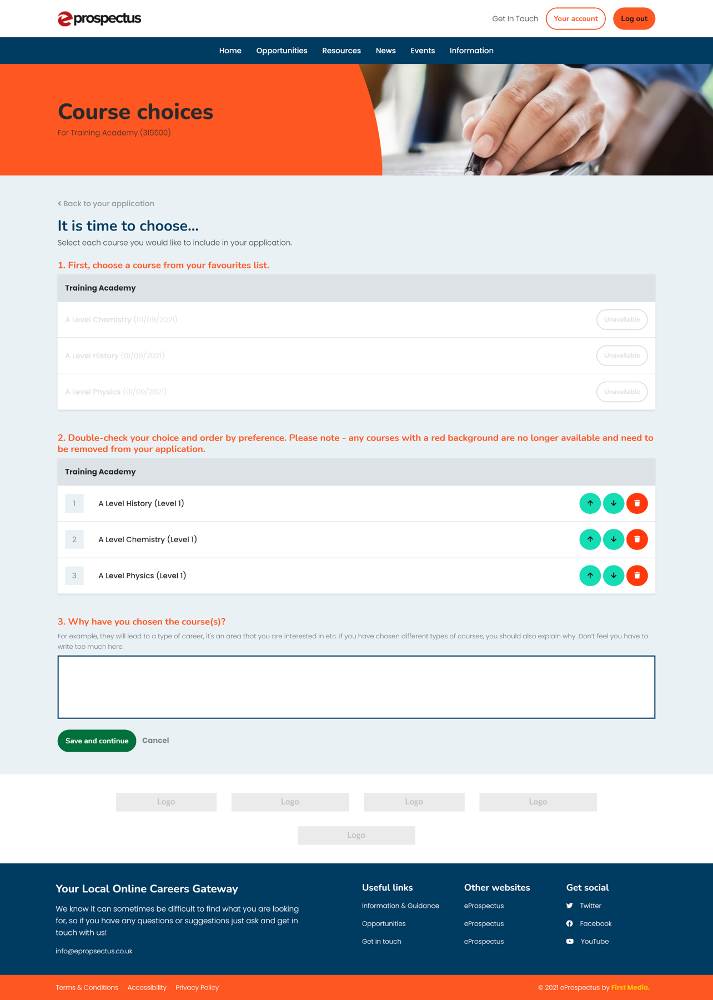 eprospectus
Get In Touch
Your account
Log out
Home Opportunities Resources News Events Information
Course choices
For Training Academy (315500)
Back to your application
It is time to choose...
Select each course you would like to include in your application.
1. First, choose a course from your favourites list.
Training Academy
A Level Chemistry (01/09/2021) Unavailable
A Level History (01/09/2021) Unavailable
A Level Physics (01/09/2021) Unavailable
2. Double-check your choice and order by preference. Please note - any courses with a red background are no longer available and need to
be removed from your application.
Training Academy
1 A Level History (Level 1)
2 A Level Chemistry (Level 1)
3 A Level Physics (Level 1)
3. Why have you chosen the course(s)?
For example, they will lead to a type of career, it's an area that you are interested in etc. If you have chosen different types of courses, you should also explain why. Don't feel you have to
write too much here.
Save and continue Cancel
Logo Logo Logo Logo
Logo
Your Local Online Careers Gateway
We know it can sometimes be difficult to find what you are looking
for, so if you have any questions or suggestions just ask and get in
touch with us!
info@epropsectus.co.uk
Useful links
Information & Guidance
Opportunities
Get in touch
Other websites
eProspectus
eProspectus
eProspectus
Get social
Twitter
Facebook
YouTube
Terms & Conditions Accessibility Privacy Policy
© 2021 eProspectus by First Media.